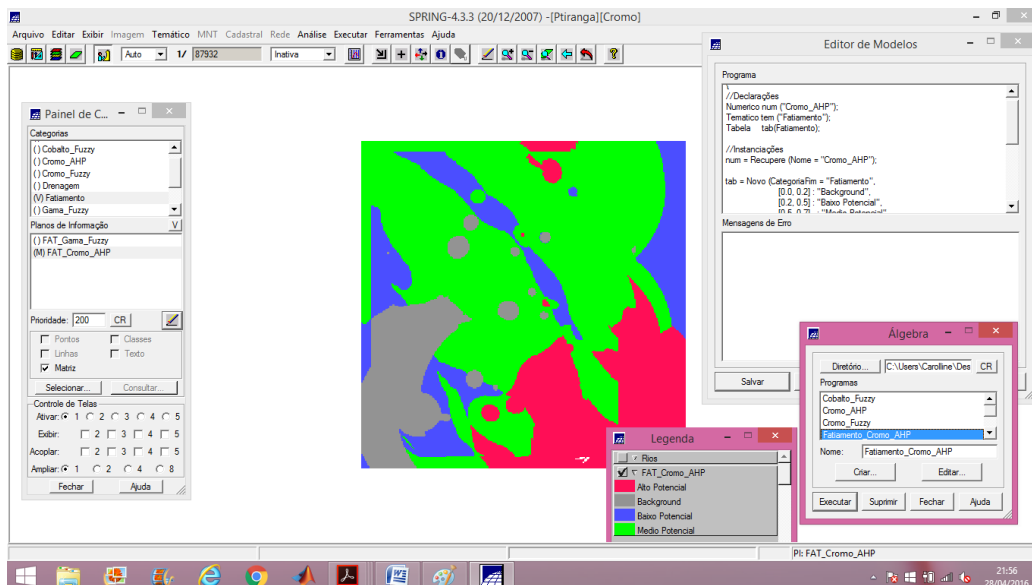 SPRING-4.3.3 (20/12/2007) -[Ptiranga][Cromo]
Arquivo Editar Exibir Imagem Temático MNT Cadastral Rede Análise Executar Ferramentas Ajuda
Auto 1/ 87932 Inativa
Painel de C...
Categorias
() Cobalto_Fuzzy
() Cromo_AHP
() Cromo_Fuzzy
() Drenagem
(V) Fatiamento
() Gama_Fuzzy
Planos de Informação V
() FAT_Gama_Fuzzy
(M) FAT_Cromo_AHP
Prioridade: 200 CR
Pontos Classes
Linhas Texto
Matriz
Selecionar... Consultar...
Controle de Telas
Ativar: 1 2 3 4 5
Exibir: 2 3 4 5
Acoplar: 2 3 4 5
Ampliar: 1 2 4 8
Fechar Ajuda
Editor de Modelos
Programa
//Declarações
Numerico num ("Cromo_AHP");
Tematico tem ("Fatiamento");
Tabela tab(Fatiamento);
//Instanciações
num = Recupere (Nome = "Cromo_AHP");
tab = Novo (CategoriaFim = "Fatiamento",
[0.0, 0.2] : "Background",
[0.2, 0.5] : "Baixo Potencial",
[0.5, 0.7] : "Medio Potencial",
Mensagens de Erro
Salvar
Álgebra
Diretório... C:\Users\Carolline\Des CR
Programas
Cobalto_Fuzzy
Cromo_AHP
Cromo_Fuzzy
Fatiamento_Cromo_AHP
Nome: Fatiamento_Cromo_AHP
Criar... Editar...
Executar Suprimir Fechar Ajuda
Legenda
Rios
FAT_Cromo_AHP
Alto Potencial
Background
Baixo Potencial
Medio Potencial
PI: FAT_Cromo_AHP
21:56